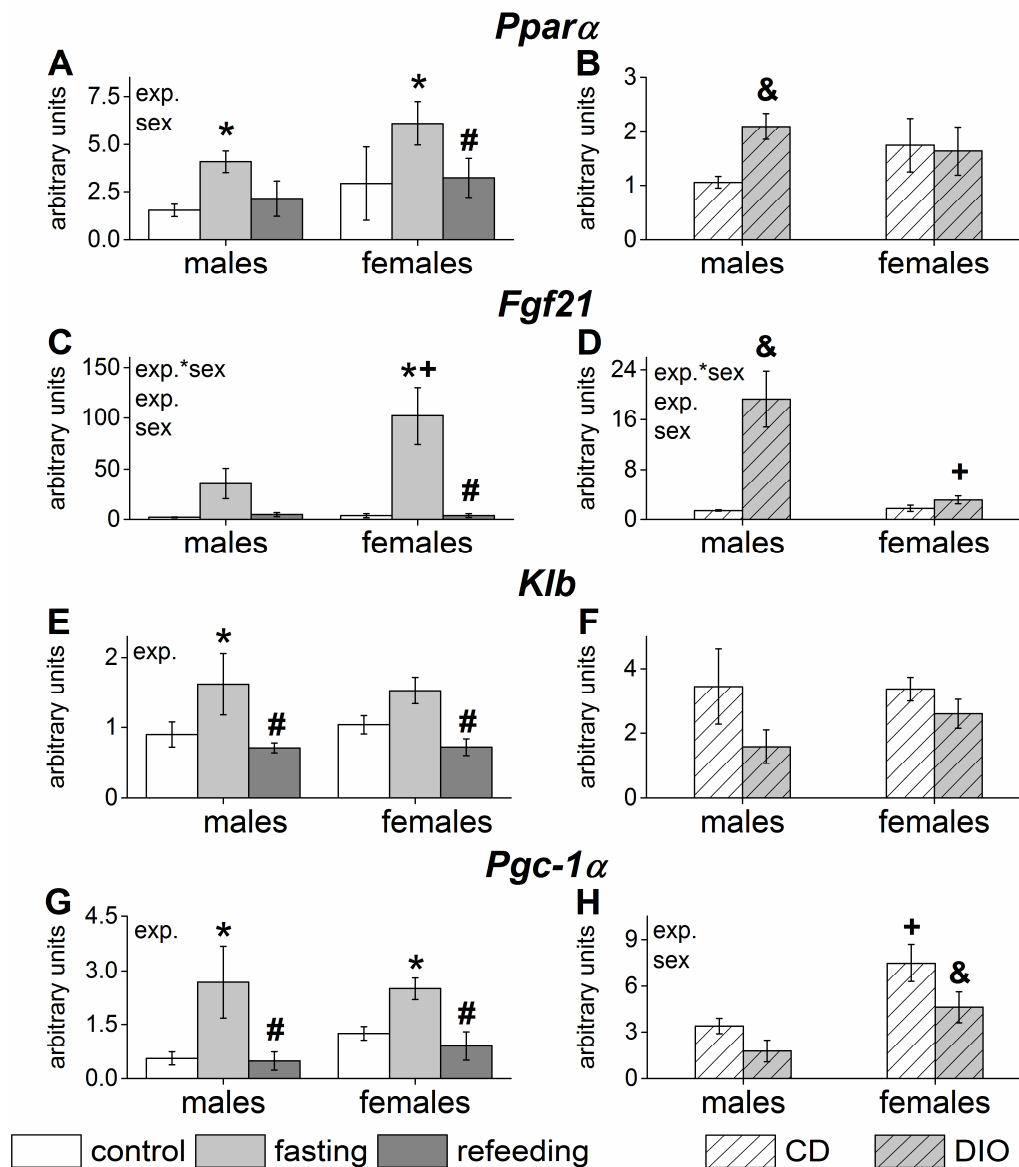 Pparα
A
arbitrary units
7.5
5.0
2.5
0.0
exp.
sex
*
*
#
males
females
B
arbitrary units
3
2
1
0
&
males
females
Fgf21
C
arbitrary units
150
100
50
0
exp.*sex
exp.
sex
*+
#
males
females
D
arbitrary units
24
16
8
0
exp.*sex
exp.
sex
&
+
males
females
Klb
E
arbitrary units
2
1
0
exp.
*
#
#
males
females
F
arbitrary units
4
2
0
males
females
Pgc-1α
G
arbitrary units
4.5
3.0
1.5
0.0
exp.
*
#
*
#
males
females
H
arbitrary units
9
6
3
0
exp.
sex
+
&
males
females
control
fasting
refeeding
CD
DIO